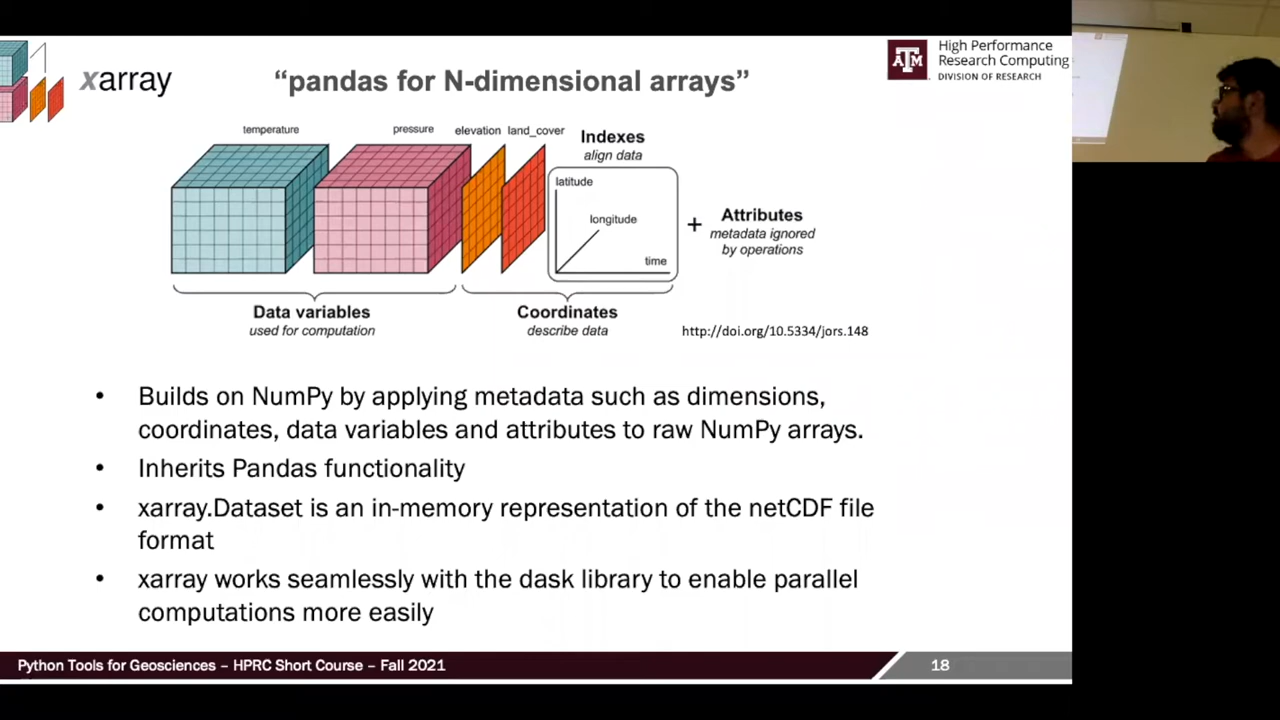 xarray
“pandas for N-dimensional arrays”
ATM
High Performance
Research Computing
DIVISION OF RESEARCH
temperature
pressure
elevation
land_cover
Indexes
align data
latitude
longitude
time
+
Attributes
metadata ignored
by operations
Data variables
used for computation
Coordinates
describe data
http://doi.org/10.5334/jors.148
• Builds on NumPy by applying metadata such as dimensions,
coordinates, data variables and attributes to raw NumPy arrays.
• Inherits Pandas functionality
• xarray.Dataset is an in-memory representation of the netCDF file
format
• xarray works seamlessly with the dask library to enable parallel
computations more easily
Python Tools for Geosciences – HPRC Short Course – Fall 2021
18